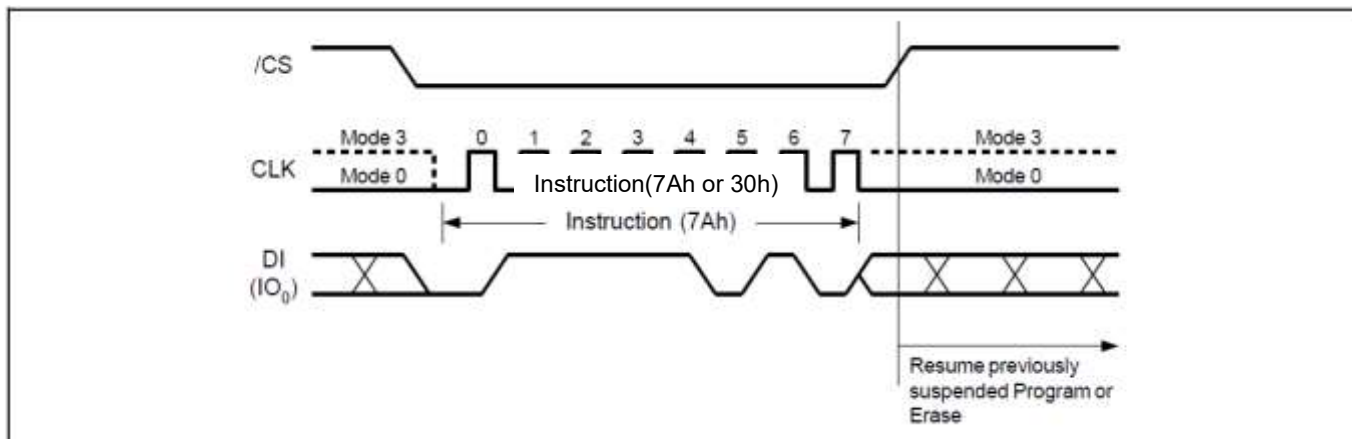 /CS
Mode 3 0 1 2 3 4 5 6 7 Mode 3
CLK
Mode 0 Instruction(7Ah or 30h) Mode 0
Instruction (7Ah)
DI
(IO₀)
Resume previously
suspended Program or
Erase